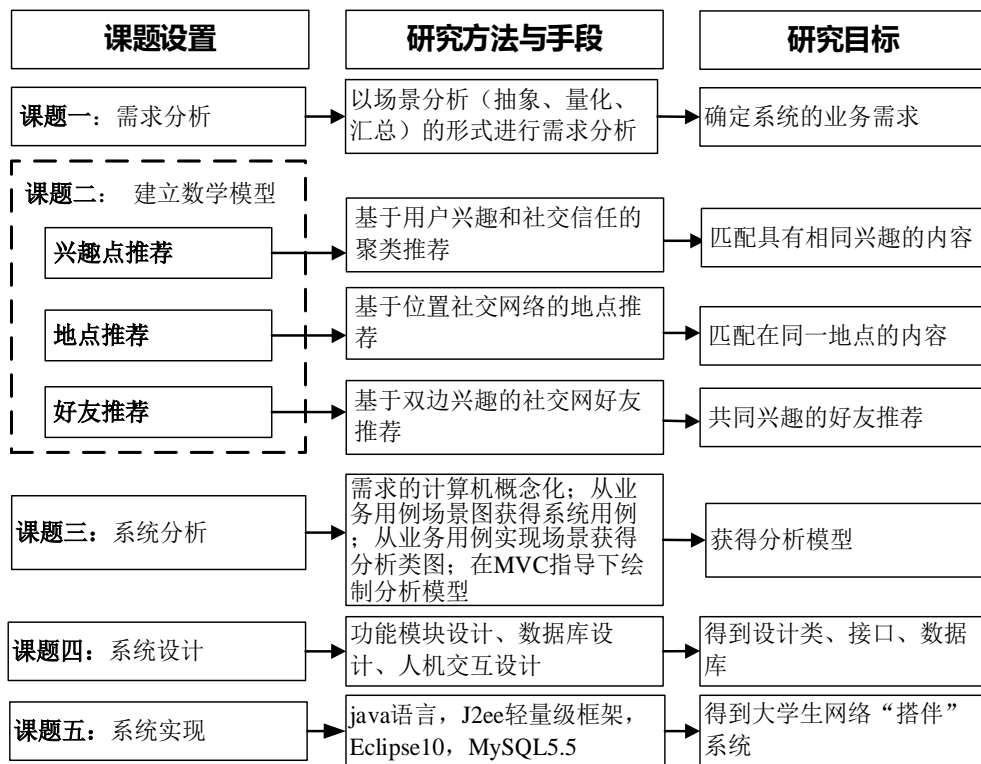 课题设置
研究方法与手段
研究目标
课题一：需求分析
以场景分析（抽象、量化、
汇总）的形式进行需求分析
确定系统的业务需求
课题二： 建立数学模型
兴趣点推荐
基于用户兴趣和社交信任的
聚类推荐
匹配具有相同兴趣的内容
地点推荐
基于位置社交网络的地点推
荐
匹配在同一地点的内容
好友推荐
基于双边兴趣的社交网好友
推荐
共同兴趣的好友推荐
课题三：系统分析
需求的计算机概念化；从业
务用例场景图获得系统用例
；从业务用例实现场景获得
分析类图；在MVC指导下绘
制分析模型
获得分析模型
课题四：系统设计
功能模块设计、数据库设
计、人机交互设计
得到设计类、接口、数据
库
课题五：系统实现
java语言，J2ee轻量级框架，
Eclipse10，MySQL5.5
得到大学生网络“搭伴”
系统